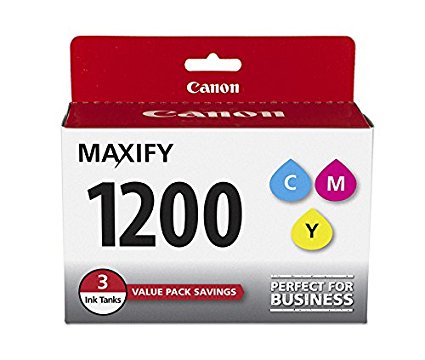 Canon
MAXIFY
1200
C
M
Y
3
Ink Tanks
VALUE PACK SAVINGS
PERFECT FOR
BUSINESS